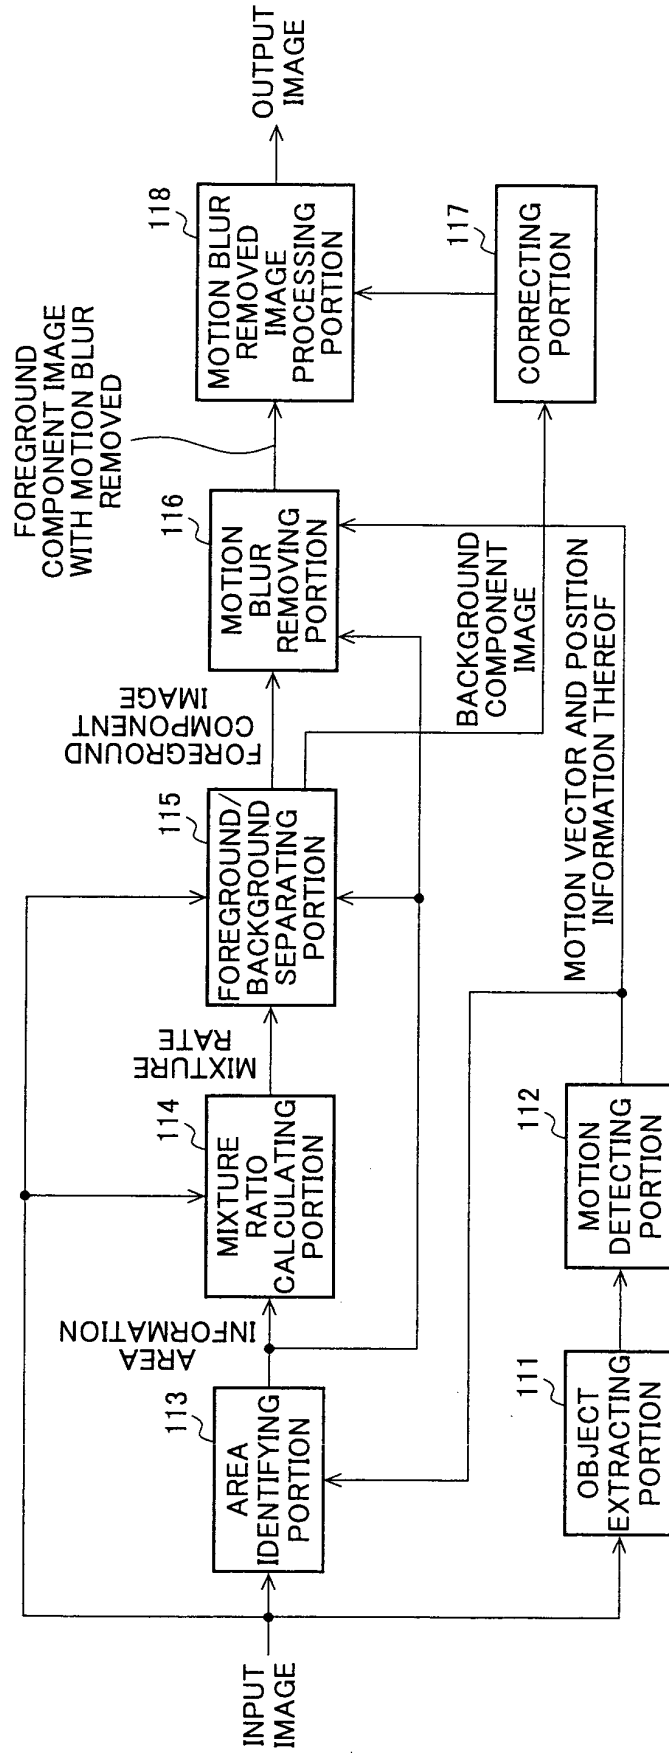 INPUT
IMAGE
113
AREA
IDENTIFYING
PORTION
AREA
INFORMATION
114
MIXTURE
RATIO
CALCULATING
PORTION
MIXTURE
RATE
115
FOREGROUND/
BACKGROUND
SEPARATING
PORTION
FOREGROUND
COMPONENT
IMAGE
116
MOTION
BLUR
REMOVING
PORTION
FOREGROUND
COMPONENT IMAGE
WITH MOTION BLUR
REMOVED
118
MOTION BLUR
REMOVED
IMAGE
PROCESSING
PORTION
OUTPUT
IMAGE
111
OBJECT
EXTRACTING
PORTION
112
MOTION
DETECTING
PORTION
MOTION VECTOR AND POSITION
INFORMATION THEREOF
BACKGROUND
COMPONENT
IMAGE
117
CORRECTING
PORTION